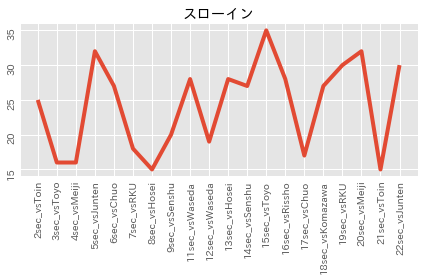 スローイン
35
30
25
20
15
2sec_vsToin
3sec_vsToyo
4sec_vsMeiji
5sec_vsJunten
6sec_vsChuo
7sec_vsRKU
8sec_vsHosei
9sec_vsSenshu
11sec_vsWaseda
12sec_vsWaseda
13sec_vsHosei
14sec_vsSenshu
15sec_vsToyo
16sec_vsRissho
17sec_vsChuo
18sec_vsKomazawa
19sec_vsRKU
20sec_vsMeiji
21sec_vsToin
22sec_vsJunten